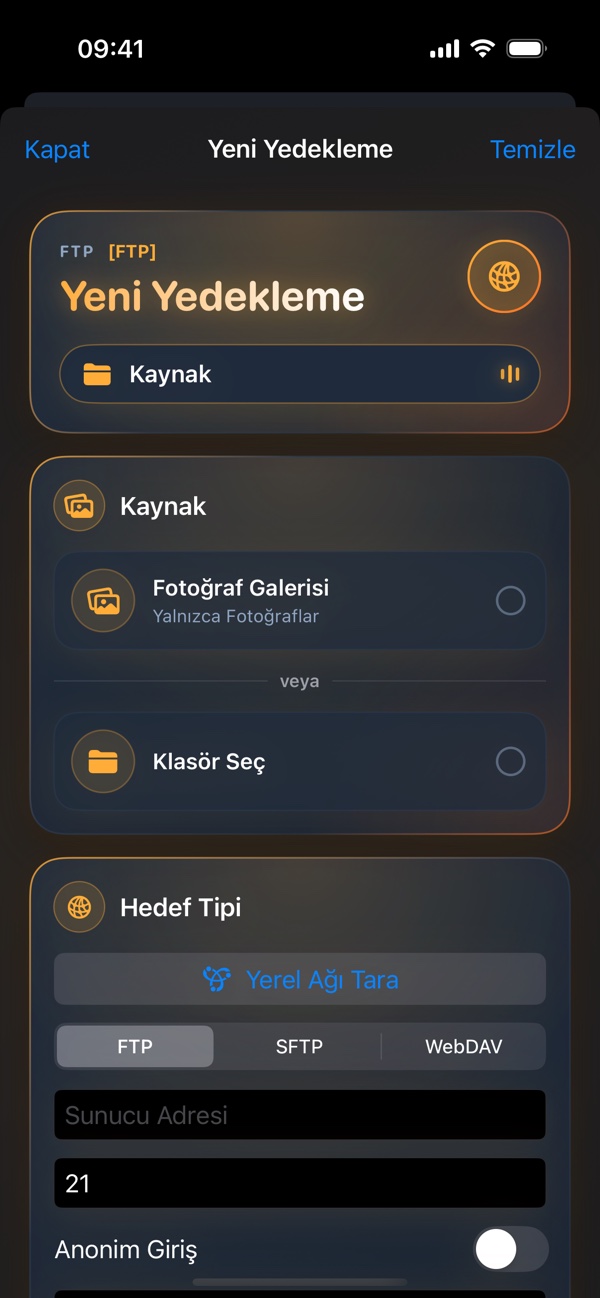 09:41
Kapat Yeni Yedekleme Temizle
FTP [FTP]
Yeni Yedekleme
Kaynak
Kaynak
Fotoğraf Galerisi
Yalnızca Fotoğraflar
veya
Klasör Seç
Hedef Tipi
Yerel Ağı Tara
FTP SFTP WebDAV
Sunucu Adresi
21
Anonim Giriş